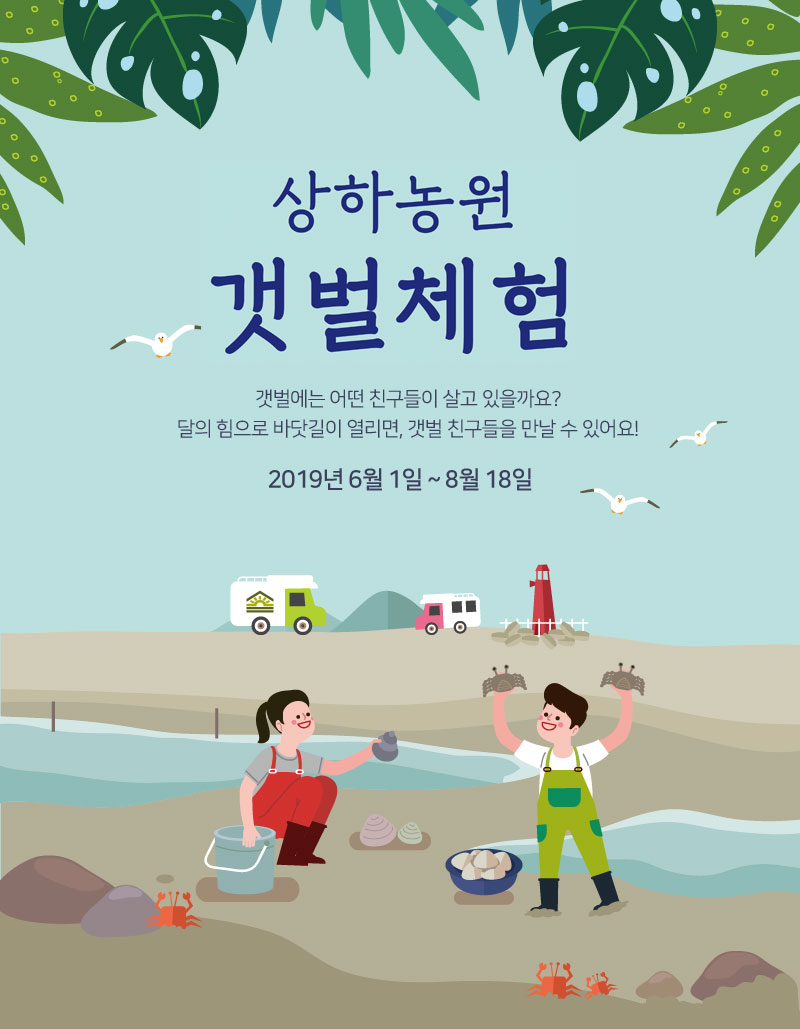 상하농원
갯벌체험
갯벌에는 어떤 친구들이 살고 있을까요?
달의 힘으로 바닷길이 열리면, 갯벌 친구들을 만날 수 있어요!
2019년 6월 1일 ~ 8월 18일